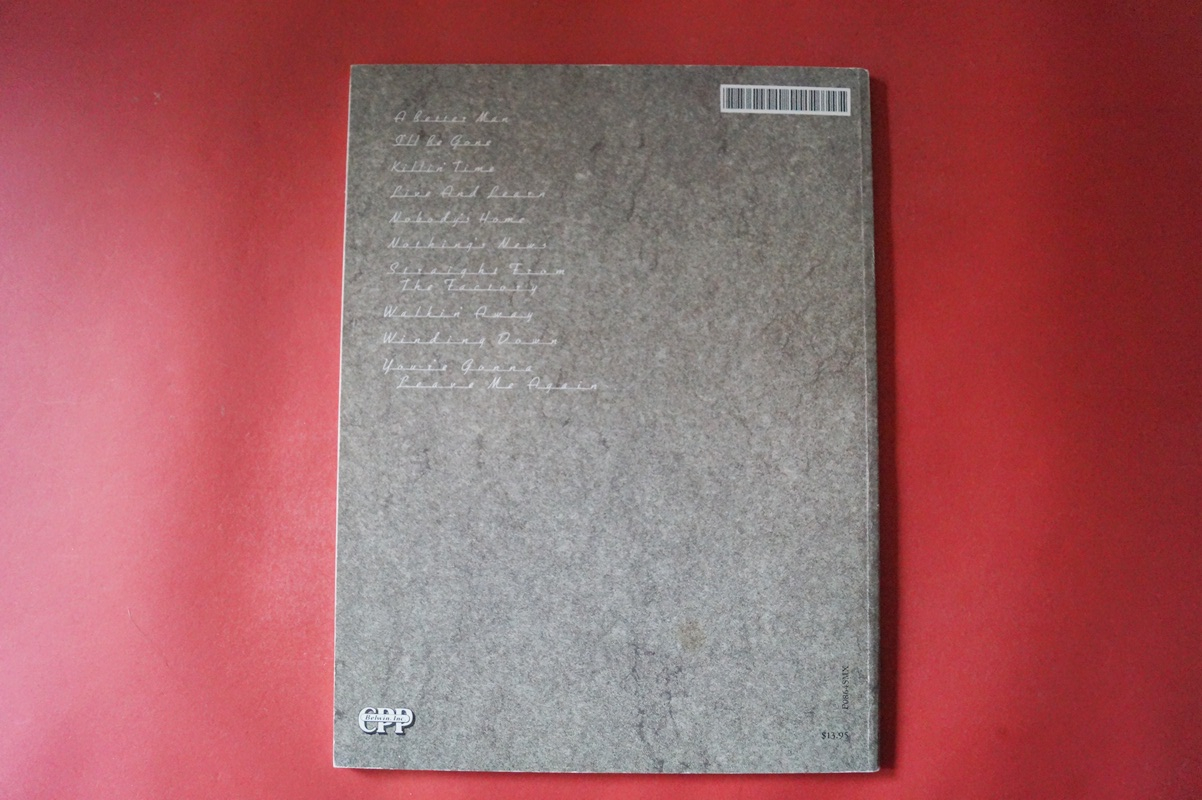 A Better Man
I'll Be Gone
Killin' Time
Live And Learn
Nobody's Home
Nothing's News
Straight From
The Factory
Walkin' Away
Winding Down
You're Gonna
Leave Me Again
CPP
Belwin, Inc.
$13.95